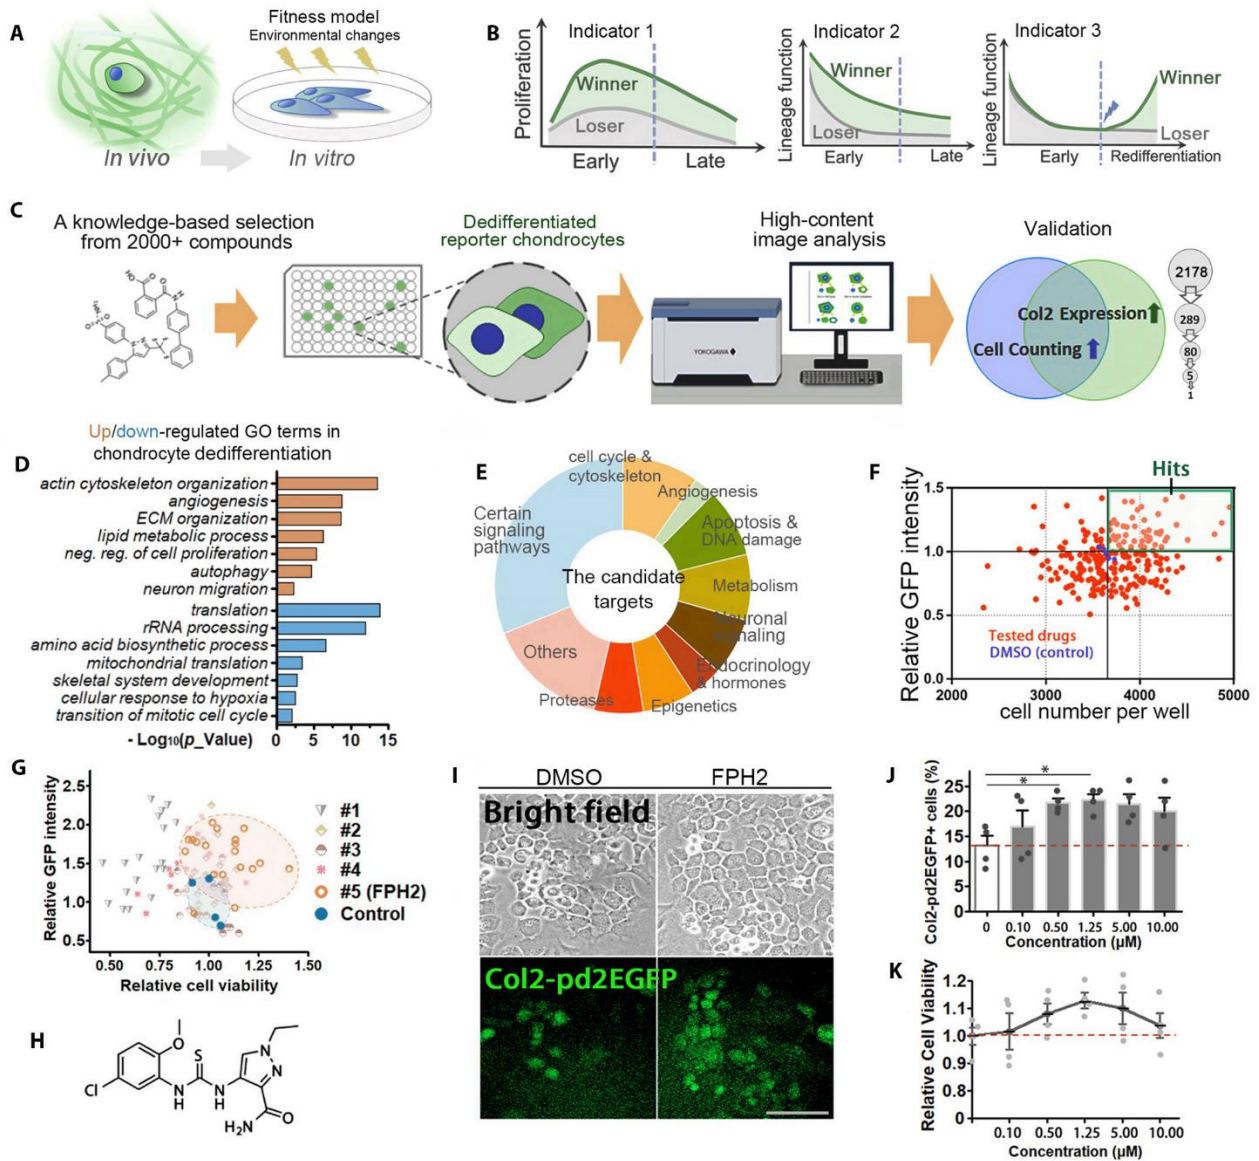 A
Fitness model
Environmental changes
In vivo
In vitro
B
Indicator 1
Proliferation
Winner
Loser
Early
Late
Indicator 2
Lineage function
Winner
Loser
Early
Late
Indicator 3
Lineage function
Winner
Loser
Early
Redifferentiation
C
A knowledge-based selection
from 2000+ compounds
Dedifferentiated
reporter chondrocytes
High-content
image analysis
YOKOGAWA
Validation
Col2 Expression
Cell Counting
2178
289
80
5
1
D
Up/down-regulated GO terms in
chondrocyte dedifferentiation
actin cytoskeleton organization
angiogenesis
ECM organization
lipid metabolic process
neg. reg. of cell proliferation
autophagy
neuron migration
translation
rRNA processing
amino acid biosynthetic process
mitochondrial translation
skeletal system development
cellular response to hypoxia
transition of mitotic cell cycle
- Log10(p_Value)
0 5 10 15
E
cell cycle &
cytoskeleton
Angiogenesis
Apoptosis &
DNA damage
Metabolism
Neuronal
signaling
Endocrinology
& hormones
Epigenetics
Proteases
Others
Certain
signaling
pathways
The candidate
targets
F
Hits
Relative GFP intensity
1.5
1.0
0.5
0.0
Tested drugs
DMSO (control)
2000 3000 4000 5000
cell number per well
G
Relative GFP intensity
2.5
2.0
1.5
1.0
0.5
0.50 0.75 1.00 1.25 1.50
Relative cell viability
#1
#2
#3
#4
#5 (FPH2)
Control
H
O
S
N
N
Cl
N
H
N
H
O
H2N
I
DMSO
FPH2
Bright field
Col2-pd2EGFP
J
Col2-pd2EGFP+ cells (%)
25
20
15
10
5
0
*
*
0 0.10 0.50 1.25 5.00 10.00
Concentration (μM)
K
Relative Cell Viability
1.2
1.1
1.0
0.9
0
0.10 0.50 1.25 5.00 10.00
Concentration (μM)